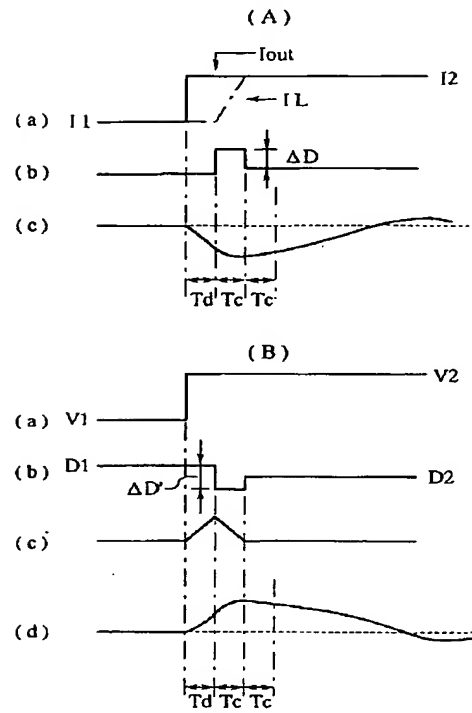 (A)
Iout
I2
IL
(a) I1
(b)
ΔD
(c)
Td Tc Tc
(B)
V2
(a) V1
(b) D1
D2
ΔD'
(c)
(d)
Td Tc Tc